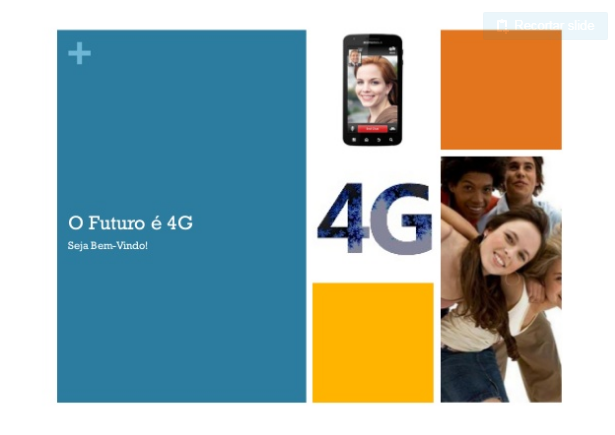 Recortar slide
+
O Futuro é 4G
Seja Bem-Vindo!
4G